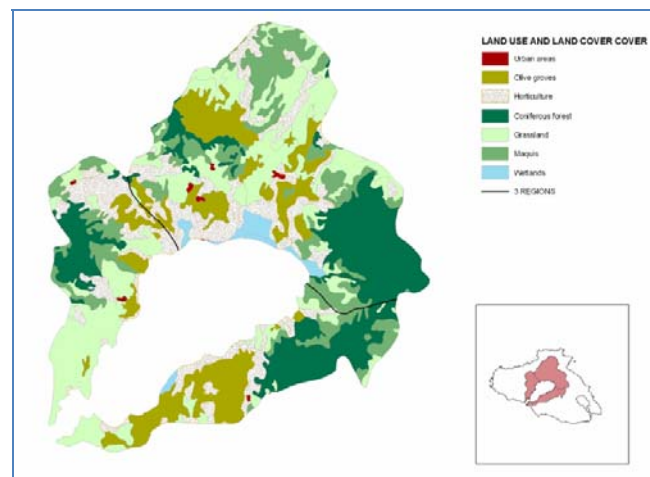 LAND USE AND LAND COVER COVER
Urban areas
Olive groves
Horticulture
Coniferous forest
Grassland
Maquis
Wetlands
3 REGIONS